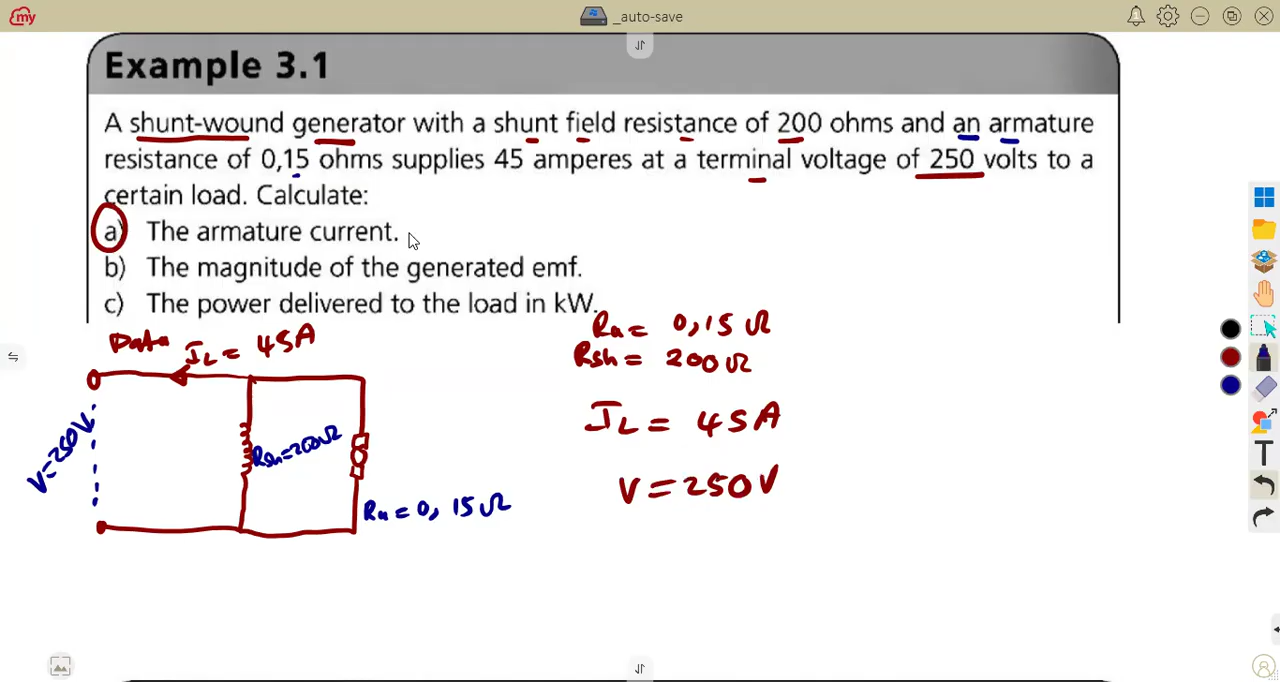 my
_auto-save
Example 3.1
A shunt-wound generator with a shunt field resistance of 200 ohms and an armature
resistance of 0,15 ohms supplies 45 amperes at a terminal voltage of 250 volts to a
certain load. Calculate:
a) The armature current.
b) The magnitude of the generated emf.
c) The power delivered to the load in kW.
Data
IL = 45A
Ra = 0,15 Ω
Rsh = 200Ω
IL = 45A
V = 250V
V=250V
Rsh=200Ω
Ra = 0,15Ω
T